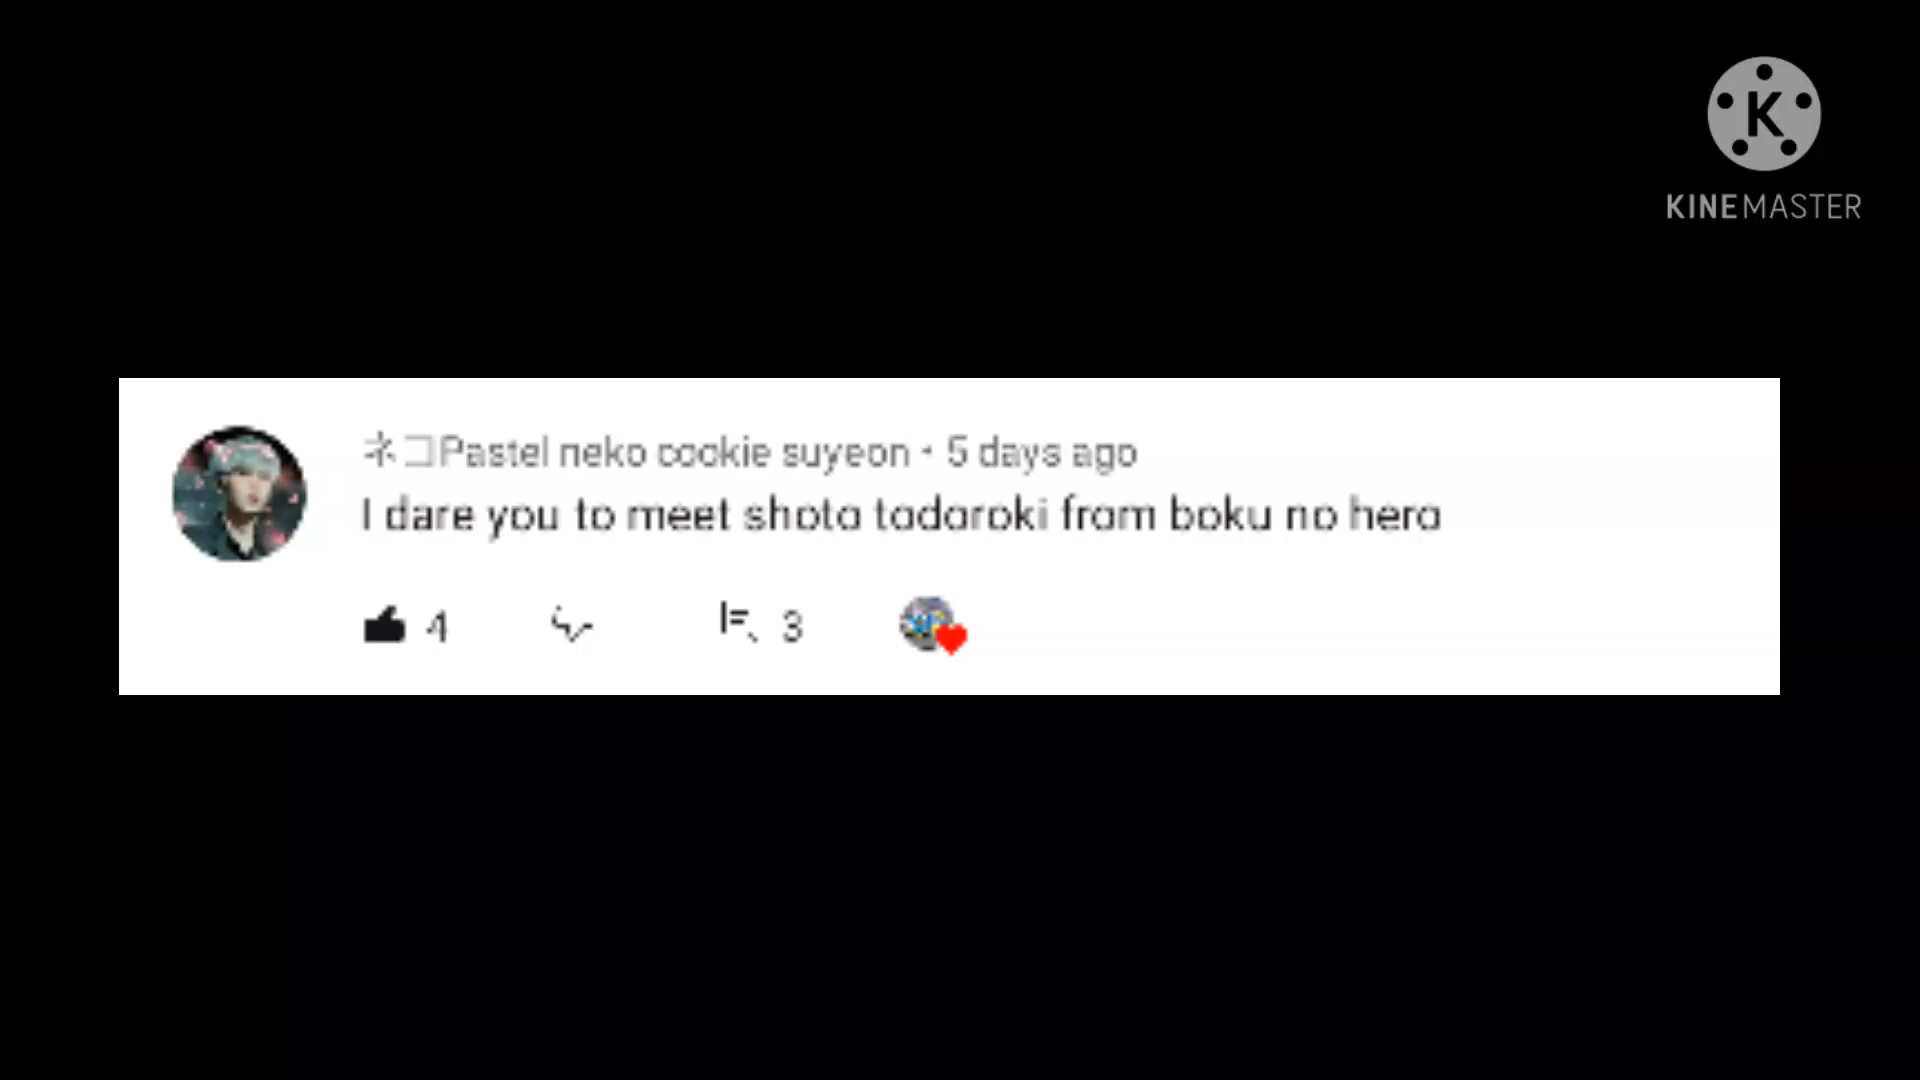 K
KINEMASTER
ネコPastel neko cookie suyeon • 5 days ago
I dare you to meet shoto todoroki from boku no hero
4
3